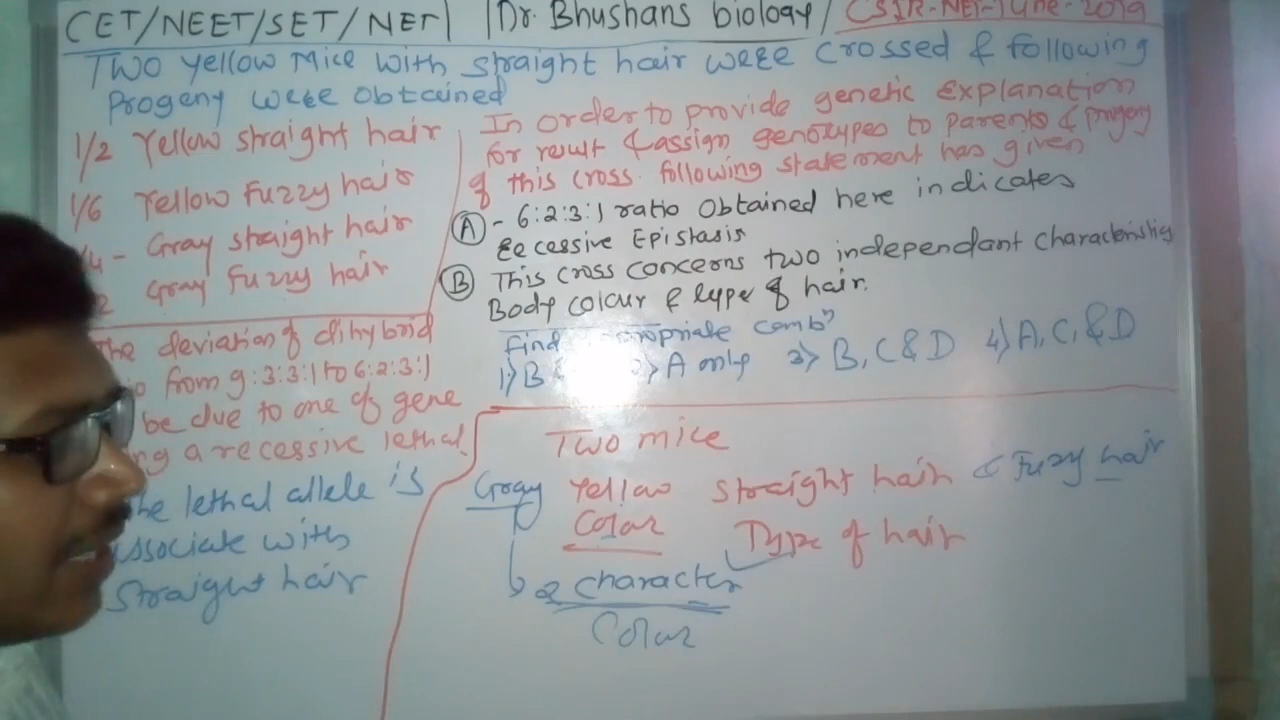 CET/NEET/SET/NET| |Dr. Bhushans biology/ CSIR-NET-June-2019
Two yellow Mice with straight hair were crossed & following
Progeny were obtained
1/2 Yellow straight hair
1/6 Yellow Fuzzy hair
/4 - Gray straight hair
2 Gray Fuzzy hair
In order to provide genetic explanation
for result & assign genotypes to parents & progeny
of this cross following statement has given
(A) - 6:2:3:1 ratio obtained here indicates
recessive Epistasis
(B) This cross concerns two independant characteristics
Body colour & type of hair.
Find appropriate combn
1) B 2) A only 3) B, C & D 4) A, C, & D
The deviation of dihybrid
from 9:3:3:1 to 6:2:3:1
be due to one of gene
a recessive lethal
The lethal allele is
associate with
straight hair
Two mice
Gray Yellow straight hair & Fuzzy hair
Color Type of hair
2 character
Color